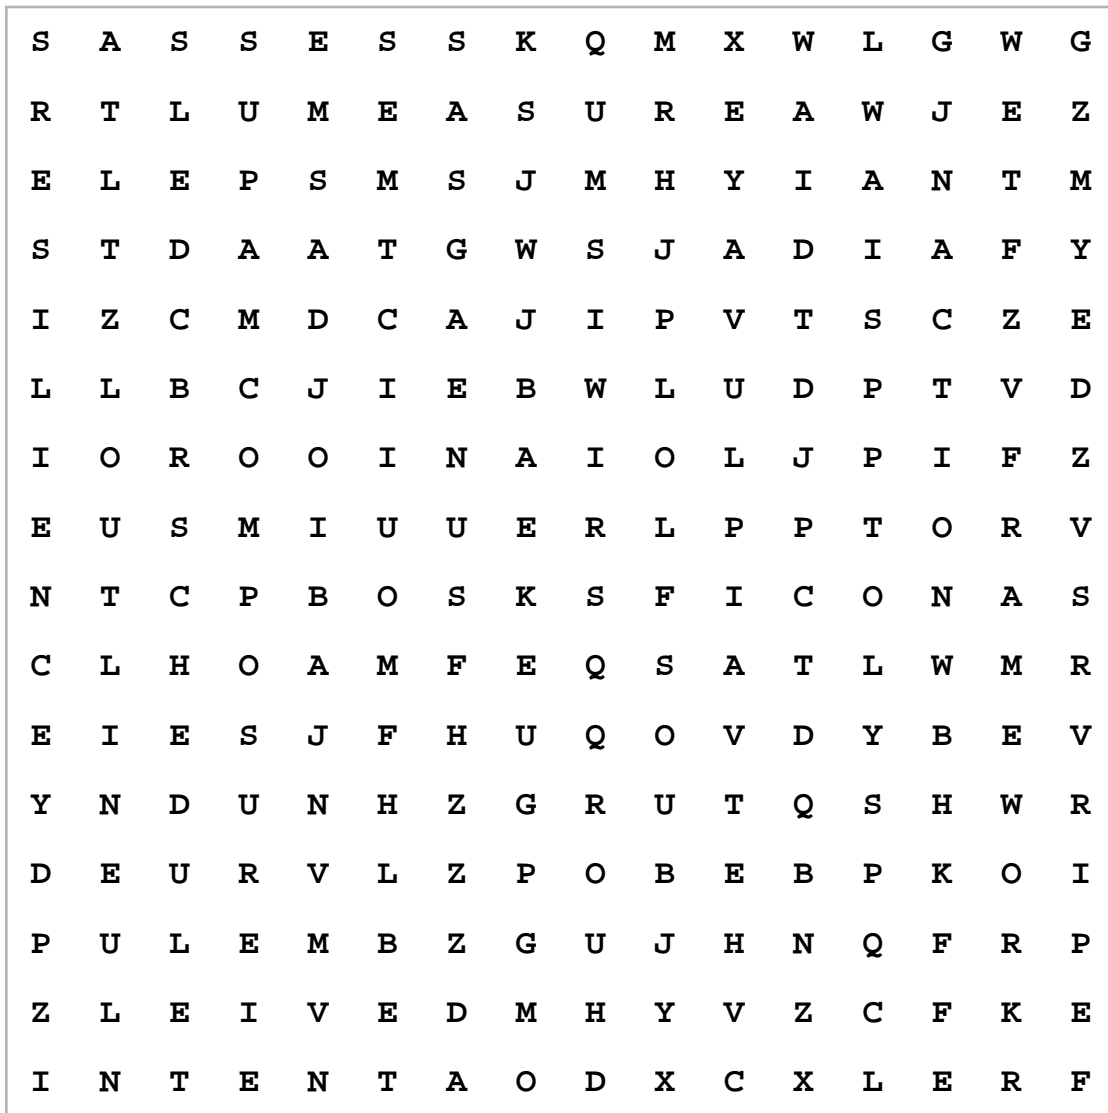 S A S S E S S K Q M X W L G W G
R T L U M E A S U R E A W J E Z
E L E P S M S J M H Y I A N T M
S T D A A T G W S J A D I A F Y
I Z C M D C A J I P V T S C Z E
L L B C J I E B W L U D P T V D
I O R O O I N A I O L J P I F Z
E U S M I U U E R L P P T O R V
N T C P B O S K S F I C O N A S
C L H O A M F E Q S A T L W M R
E I E S J F H U Q O V D Y B E V
Y N D U N H Z G R U T Q S H W R
D E U R V L Z P O B E B P K O I
P U L E M B Z G U J H N Q F R P
Z L E I V E D M H Y V Z C F K E
I N T E N T A O D X C X L E R F